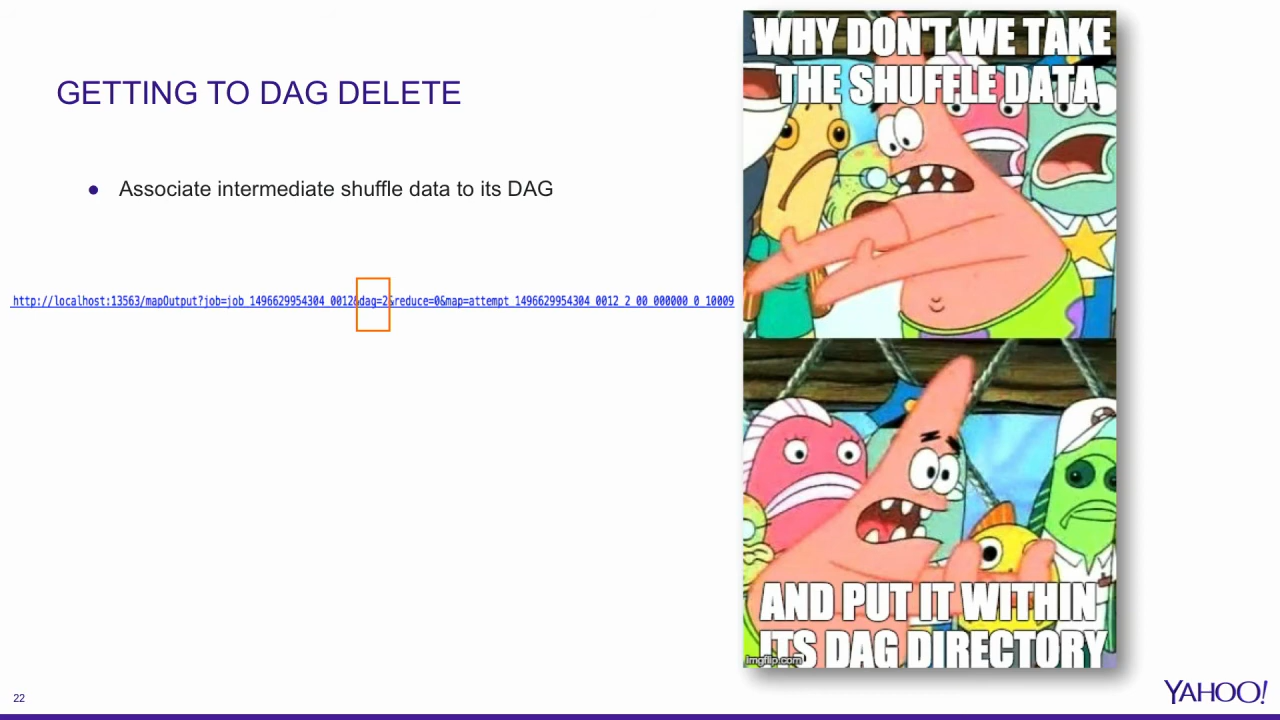 GETTING TO DAG DELETE
● Associate intermediate shuffle data to its DAG
http://localhost:13563/mapOutput?job=job_1496629954304_0012&dag=2&reduce=0&map=attempt_1496629954304_0012_2_00_000000_0_10009
WHY DON'T WE TAKE
THE SHUFFLE DATA
AND PUT IT WITHIN
ITS DAG DIRECTORY
imgflip.com
22
YAHOO!